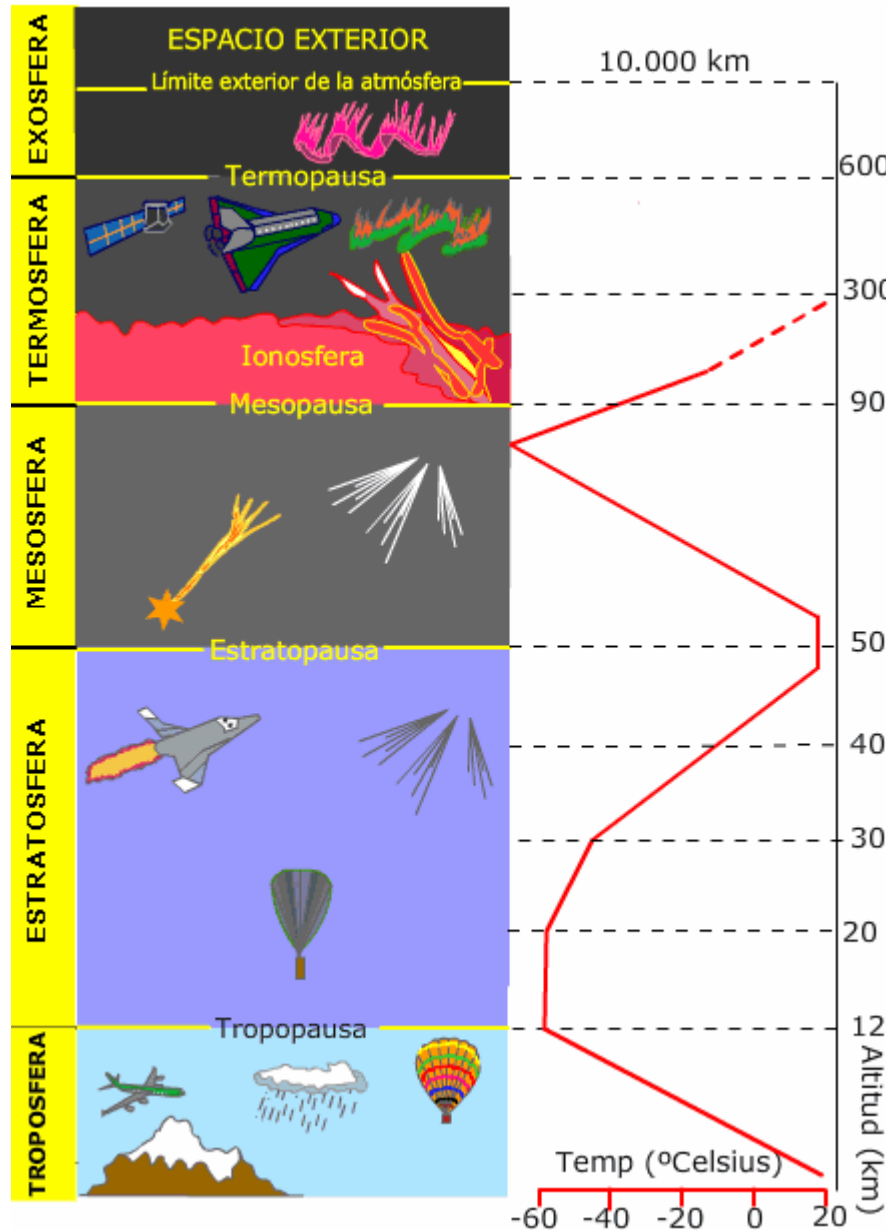 EXOSFERA
ESPACIO EXTERIOR
Límite exterior de la atmósfera
10.000 km
Termopausa
600
TERMOSFERA
300
Ionosfera
Mesopausa
90
MESOSFERA
Estratopausa
50
ESTRATOSFERA
40
30
20
Tropopausa
12
TROPOSFERA
Altitud (km)
Temp (ºCelsius)
-60 -40 -20 0 20